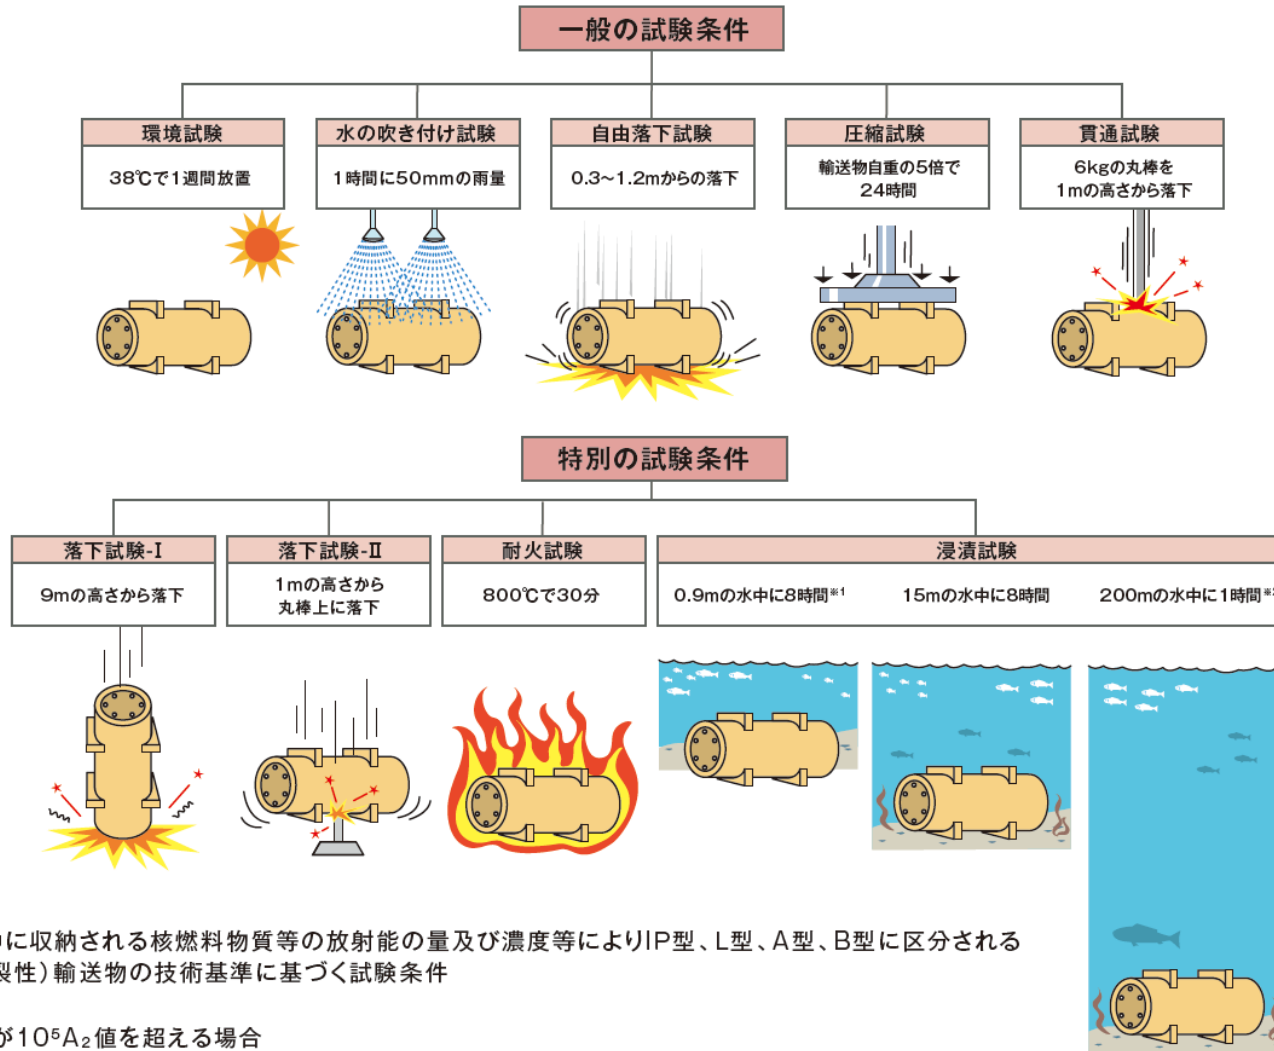 一般の試験条件
環境試験
38℃で1週間放置
水の吹き付け試験
1時間に50mmの雨量
自由落下試験
0.3〜1.2mからの落下
圧縮試験
輸送物自重の5倍で
24時間
貫通試験
6kgの丸棒を
1mの高さから落下
特別の試験条件
落下試験-I
9mの高さから落下
落下試験-II
1mの高さから
丸棒上に落下
耐火試験
800℃で30分
浸漬試験
0.9mの水中に8時間※1
15mの水中に8時間
200mの水中に1時間※
に収納される核燃料物質等の放射能の量及び濃度等によりIP型、L型、A型、B型に区分される
裂性）輸送物の技術基準に基づく試験条件
が10⁵A₂値を超える場合